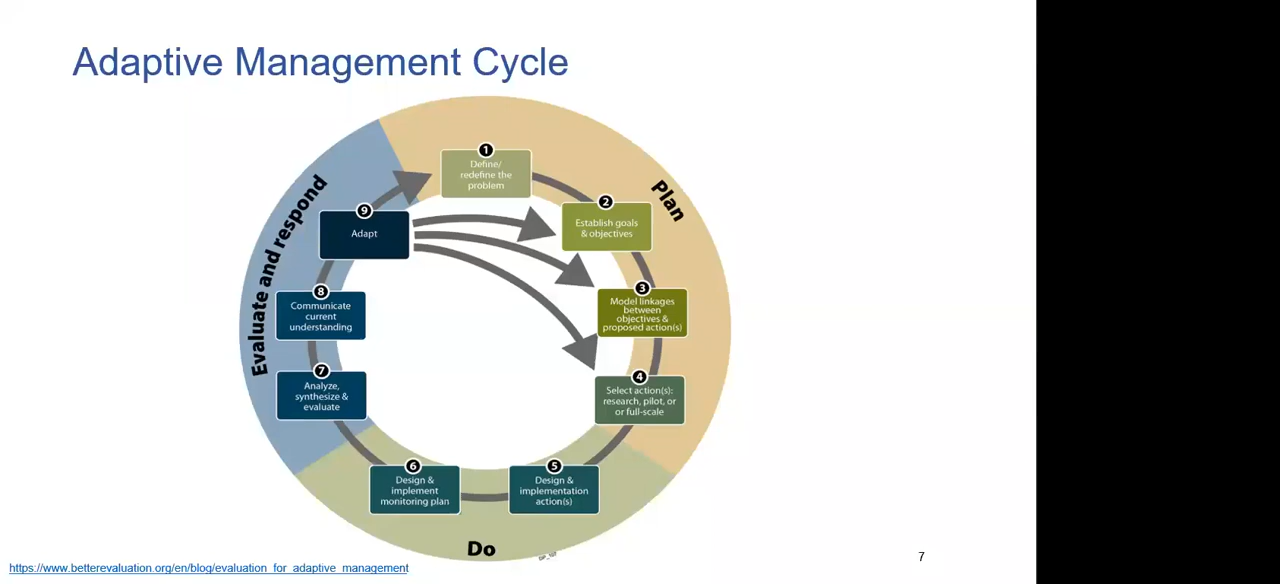 Adaptive Management Cycle
1
Define/
redefine the
problem
2
Establish goals
& objectives
Plan
3
Model linkages
between
objectives &
proposed action(s)
4
Select action(s):
research, pilot, or
or full-scale
5
Design &
implementation
action(s)
6
Design &
implement
monitoring plan
Do
7
Analyze,
synthesize &
evaluate
8
Communicate
current
understanding
9
Adapt
Evaluate and respond
https://www.betterevaluation.org/en/blog/evaluation_for_adaptive_management
7